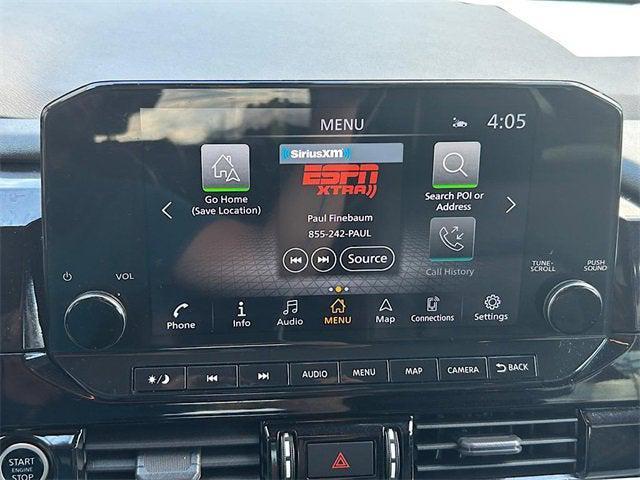 MENU
4:05
SiriusXM
ESPN
XTRA
Go Home
(Save Location)
Paul Finebaum
855-242-PAUL
Source
Search POI or
Address
Call History
VOL
TUNE-
SCROLL
PUSH
SOUND
Phone
Info
Audio
MENU
Map
Connections
Settings
AUDIO
MENU
MAP
CAMERA
BACK
START
ENGINE
STOP